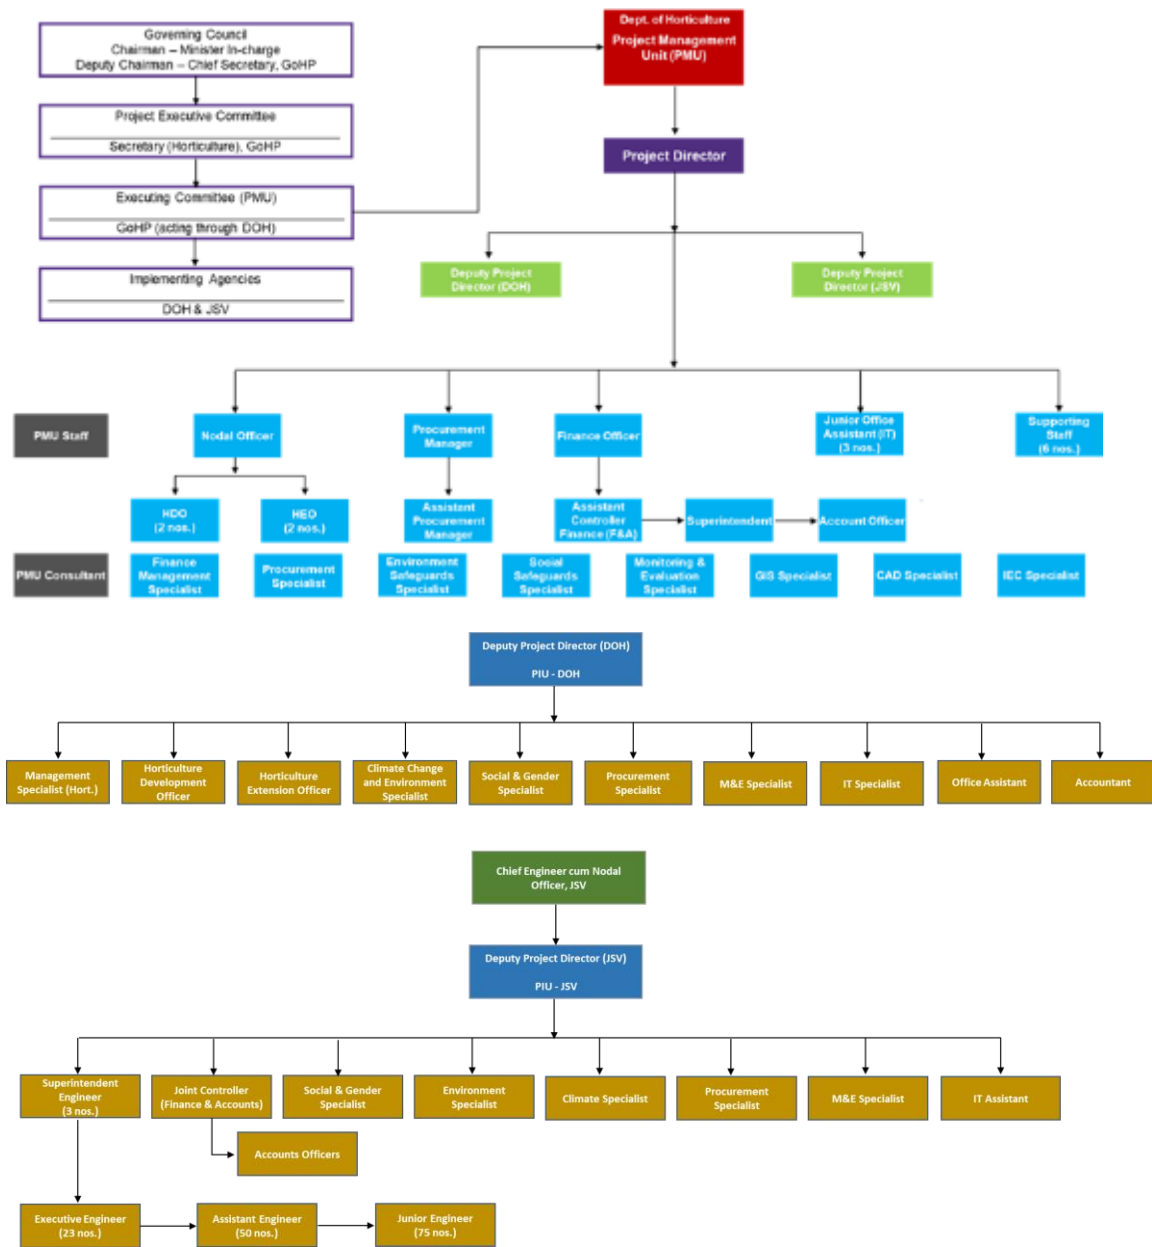 Governing Council
Chairman – Minister In-charge
Deputy Chairman – Chief Secretary, GoHP
Project Executive Committee
Secretary (Horticulture), GoHP
Executing Committee (PMU)
GoHP (acting through DOH)
Implementing Agencies
DOH & JSV
Dept. of Horticulture
Project Management
Unit (PMU)
Project Director
Deputy Project
Director (DOH)
Deputy Project
Director (JSV)
PMU Staff
Nodal Officer
Procurement
Manager
Finance Officer
Junior Office
Assistant (IT)
(3 nos.)
Supporting
Staff
(6 nos.)
HDO
(2 nos.)
HEO
(2 nos.)
Assistant
Procurement
Manager
Assistant
Controller
Finance (F&A)
Superintendent
Account Officer
PMU Consultant
Finance
Management
Specialist
Procurement
Specialist
Environment
Safeguards
Specialist
Social
Safeguards
Specialist
Monitoring &
Evaluation
Specialist
GIS Specialist
CAD Specialist
IEC Specialist
Deputy Project Director (DOH)
PIU - DOH
Management
Specialist (Hort.)
Horticulture
Development
Officer
Horticulture
Extension Officer
Climate Change
and Environment
Specialist
Social & Gender
Specialist
Procurement
Specialist
M&E Specialist
IT Specialist
Office Assistant
Accountant
Chief Engineer cum Nodal
Officer, JSV
Deputy Project Director (JSV)
PIU - JSV
Superintendent
Engineer
(3 nos.)
Joint Controller
(Finance & Accounts)
Social & Gender
Specialist
Environment
Specialist
Climate Specialist
Procurement
Specialist
M&E Specialist
IT Assistant
Accounts Officers
Executive Engineer
(23 nos.)
Assistant Engineer
(50 nos.)
Junior Engineer
(75 nos.)